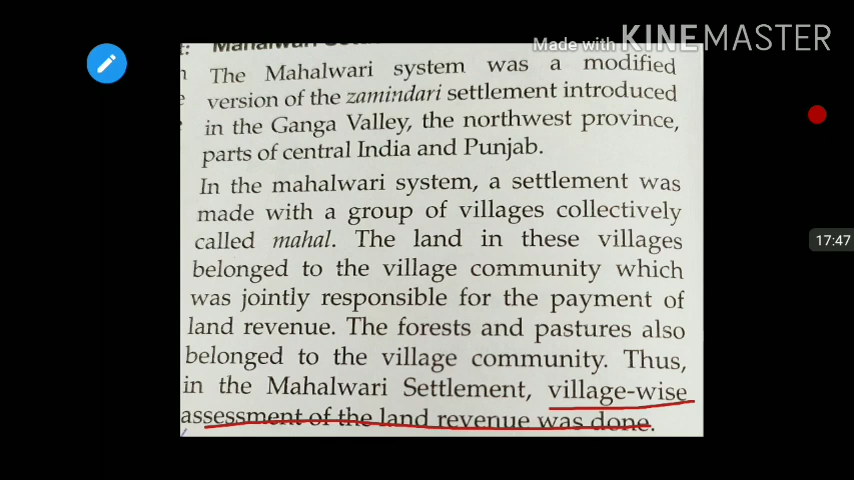 Made with KINEMASTER
Mahalwari
The Mahalwari system was a modified
version of the zamindari settlement introduced
in the Ganga Valley, the northwest province,
parts of central India and Punjab.
In the mahalwari system, a settlement was
made with a group of villages collectively
called mahal. The land in these villages
belonged to the village community which
was jointly responsible for the payment of
land revenue. The forests and pastures also
belonged to the village community. Thus,
in the Mahalwari Settlement, village-wise
assessment of the land revenue was done.
17:47